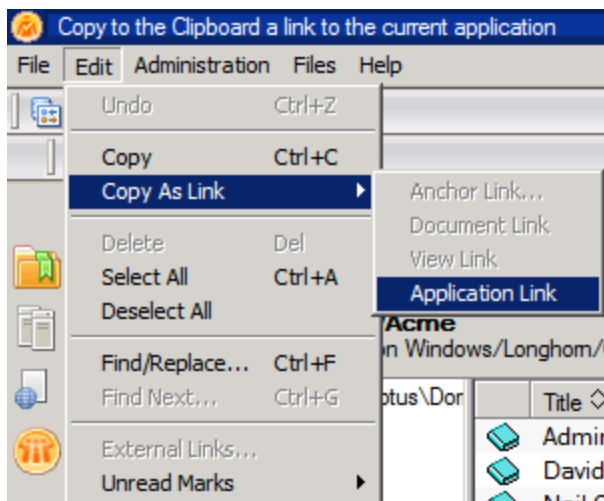 Copy to the Clipboard a link to the current application
File Edit Administration Files Help
Undo Ctrl+Z
Copy Ctrl+C
Copy As Link
Anchor Link...
Document Link
View Link
Application Link
Delete Del
Select All Ctrl+A
Deselect All
/Acme
n Windows/Longhorn/
Find/Replace... Ctrl+F
Find Next... Ctrl+G
otus\Dor
Title
Admin
David
External Links...
Unread Marks